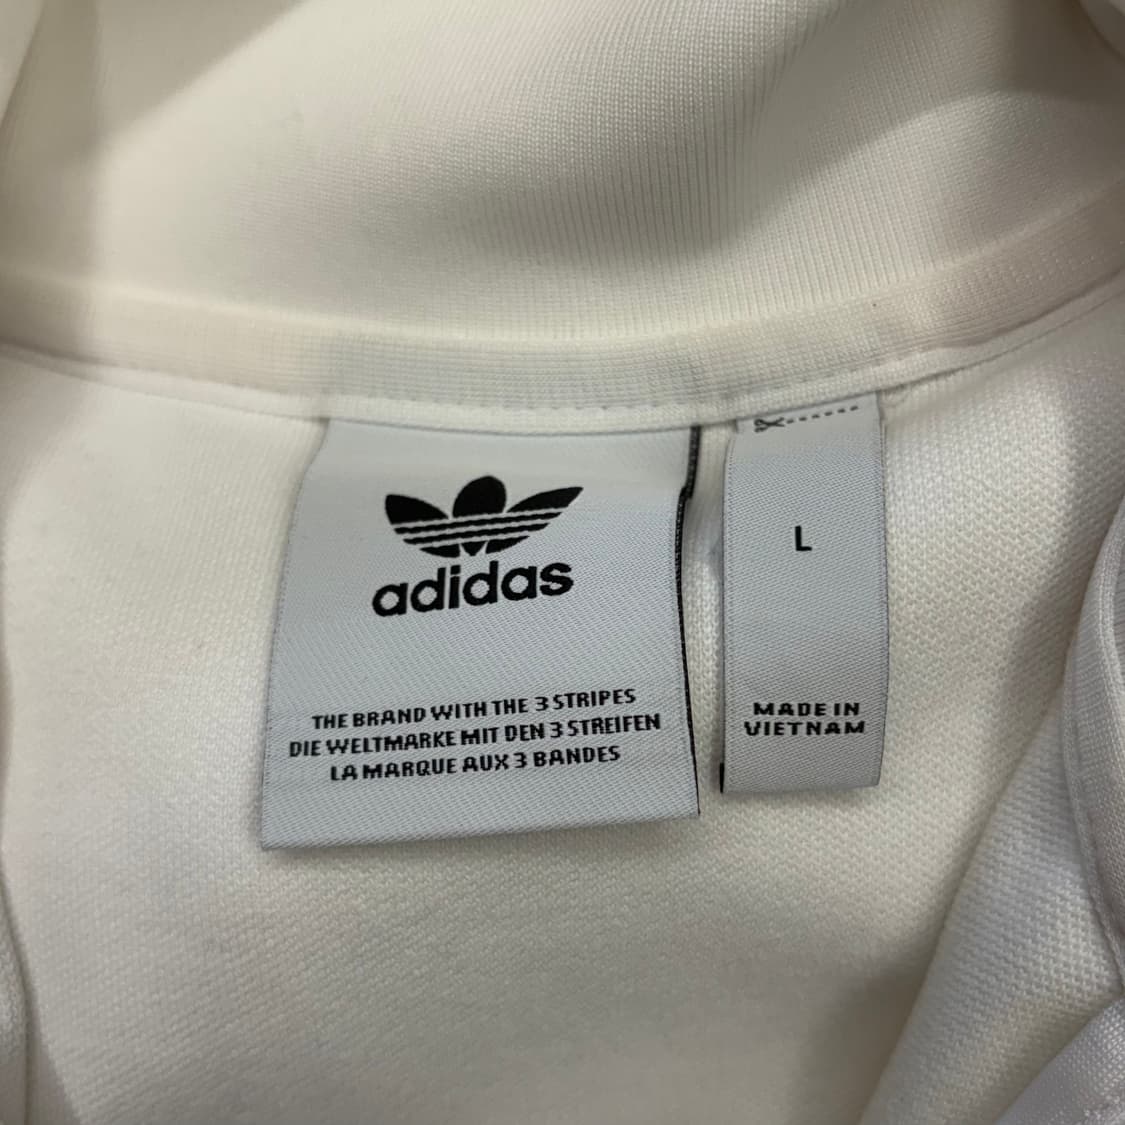 adidas
THE BRAND WITH THE 3 STRIPES
DIE WELTMARKE MIT DEN 3 STREIFEN
LA MARQUE AUX 3 BANDES
L
MADE IN
VIETNAM